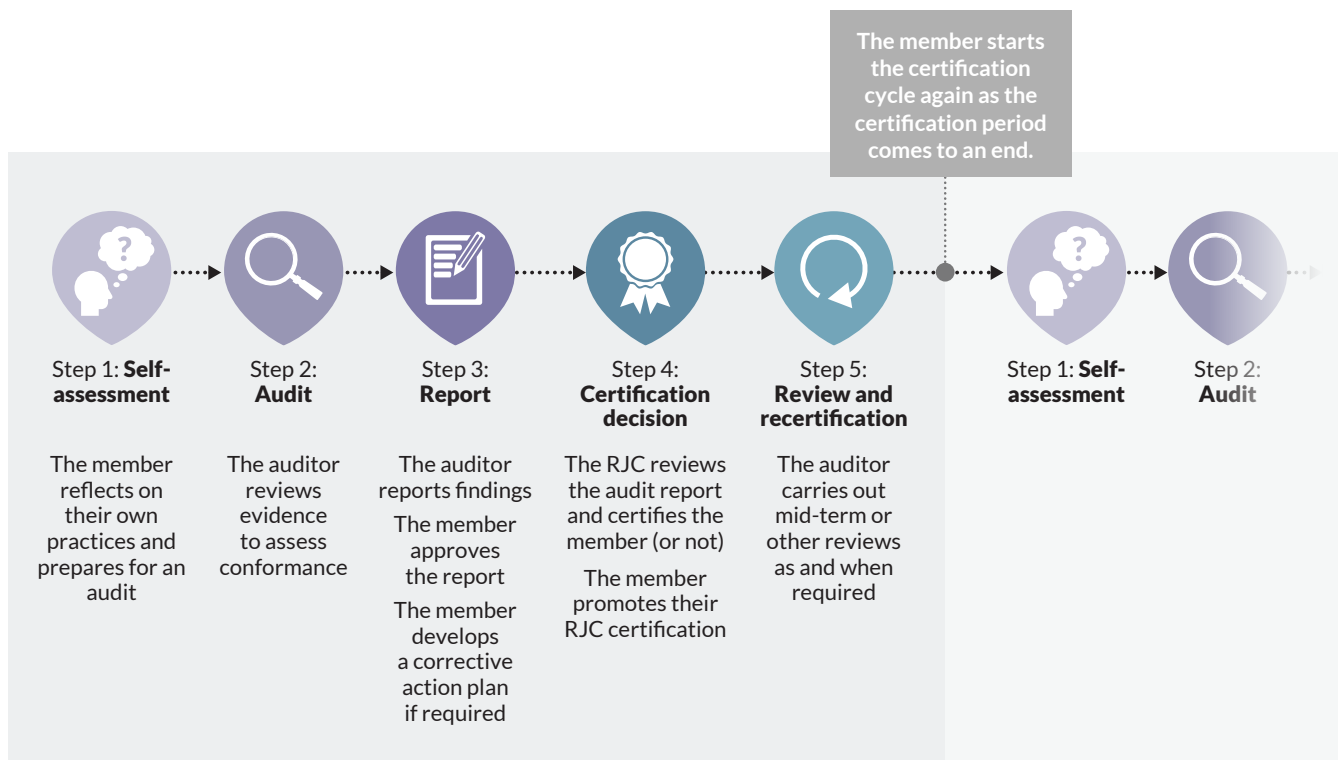 The member starts
the certification
cycle again as the
certification period
comes to an end.
?
Step 1: Self-
assessment
The member
reflects on
their own
practices and
prepares for an
audit
Step 2:
Audit
The auditor
reviews
evidence
to assess
conformance
Step 3:
Report
The auditor
reports findings
The member
approves
the report
The member
develops
a corrective
action plan
if required
Step 4:
Certification
decision
The RJC reviews
the audit report
and certifies the
member (or not)
The member
promotes their
RJC certification
Step 5:
Review and
recertification
The auditor
carries out
mid-term or
other reviews
as and when
required
?
Step 1: Self-
assessment
Step 2:
Audit